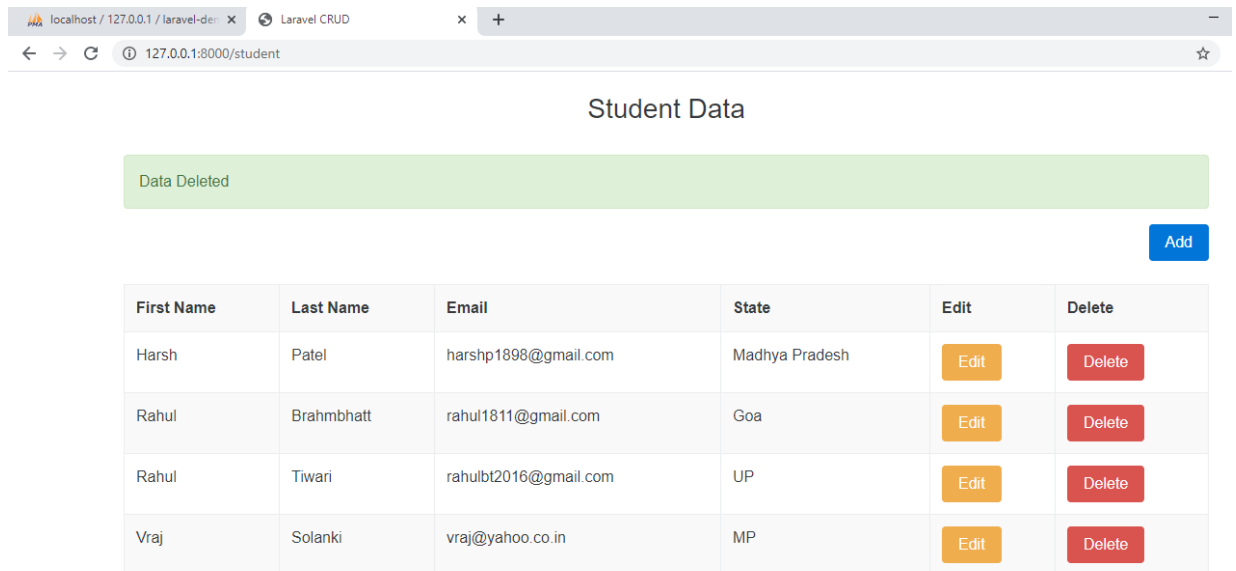 localhost / 127.0.0.1 / laravel-den Laravel CRUD
127.0.0.1:8000/student
Student Data
Data Deleted
Add
First Name Last Name Email State Edit Delete
Harsh Patel harshp1898@gmail.com Madhya Pradesh Edit Delete
Rahul Brahmbhatt rahul1811@gmail.com Goa Edit Delete
Rahul Tiwari rahulbt2016@gmail.com UP Edit Delete
Vraj Solanki vraj@yahoo.co.in MP Edit Delete